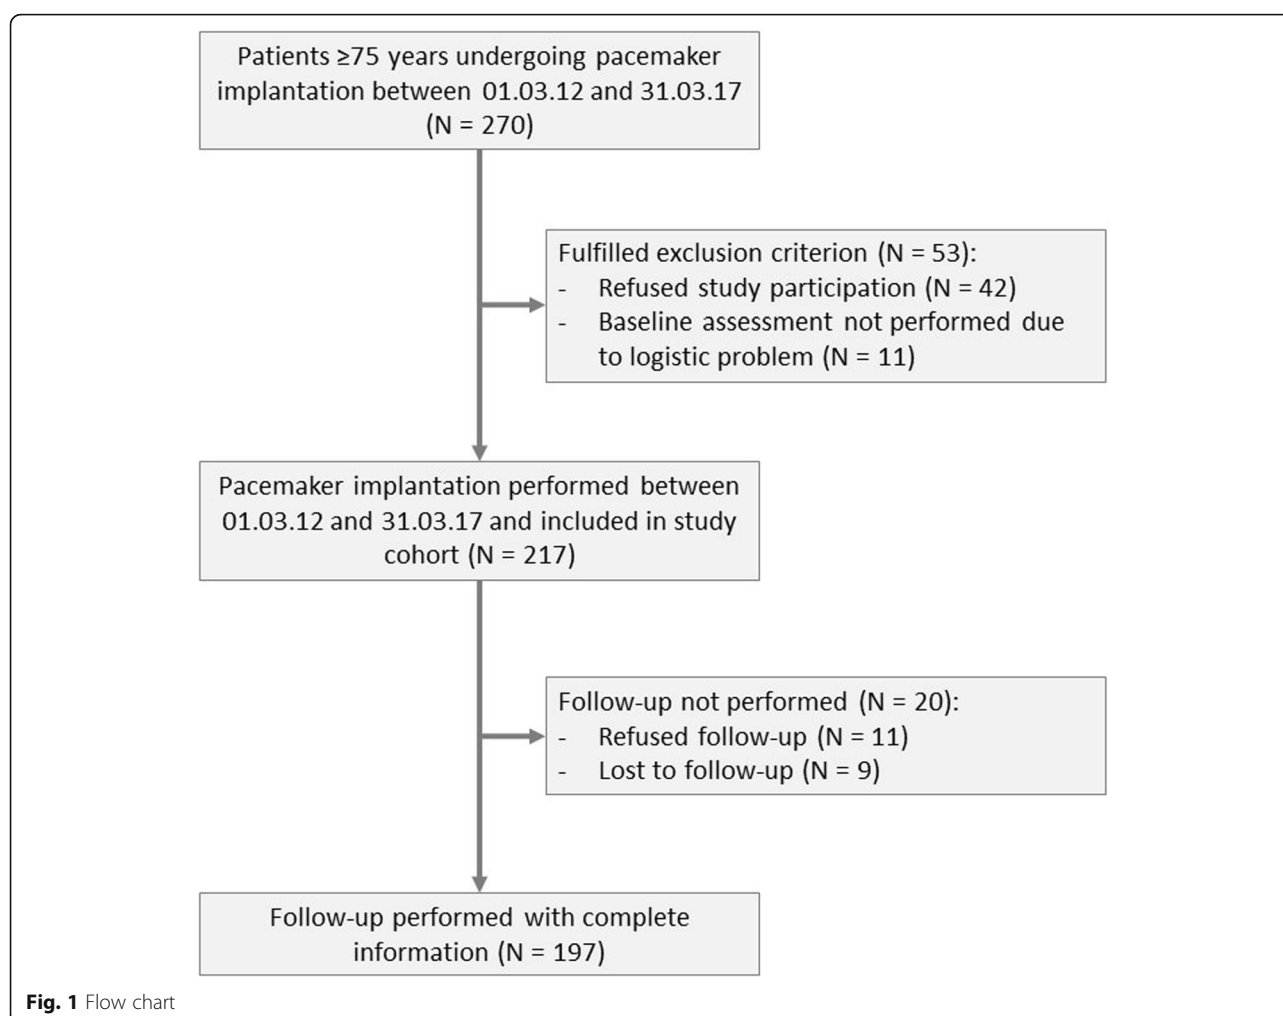 Patients ≥75 years undergoing pacemaker
implantation between 01.03.12 and 31.03.17
(N = 270)
Fulfilled exclusion criterion (N = 53):
- Refused study participation (N = 42)
- Baseline assessment not performed due
to logistic problem (N = 11)
Pacemaker implantation performed between
01.03.12 and 31.03.17 and included in study
cohort (N = 217)
Follow-up not performed (N = 20):
- Refused follow-up (N = 11)
- Lost to follow-up (N = 9)
Follow-up performed with complete
information (N = 197)
Fig. 1 Flow chart